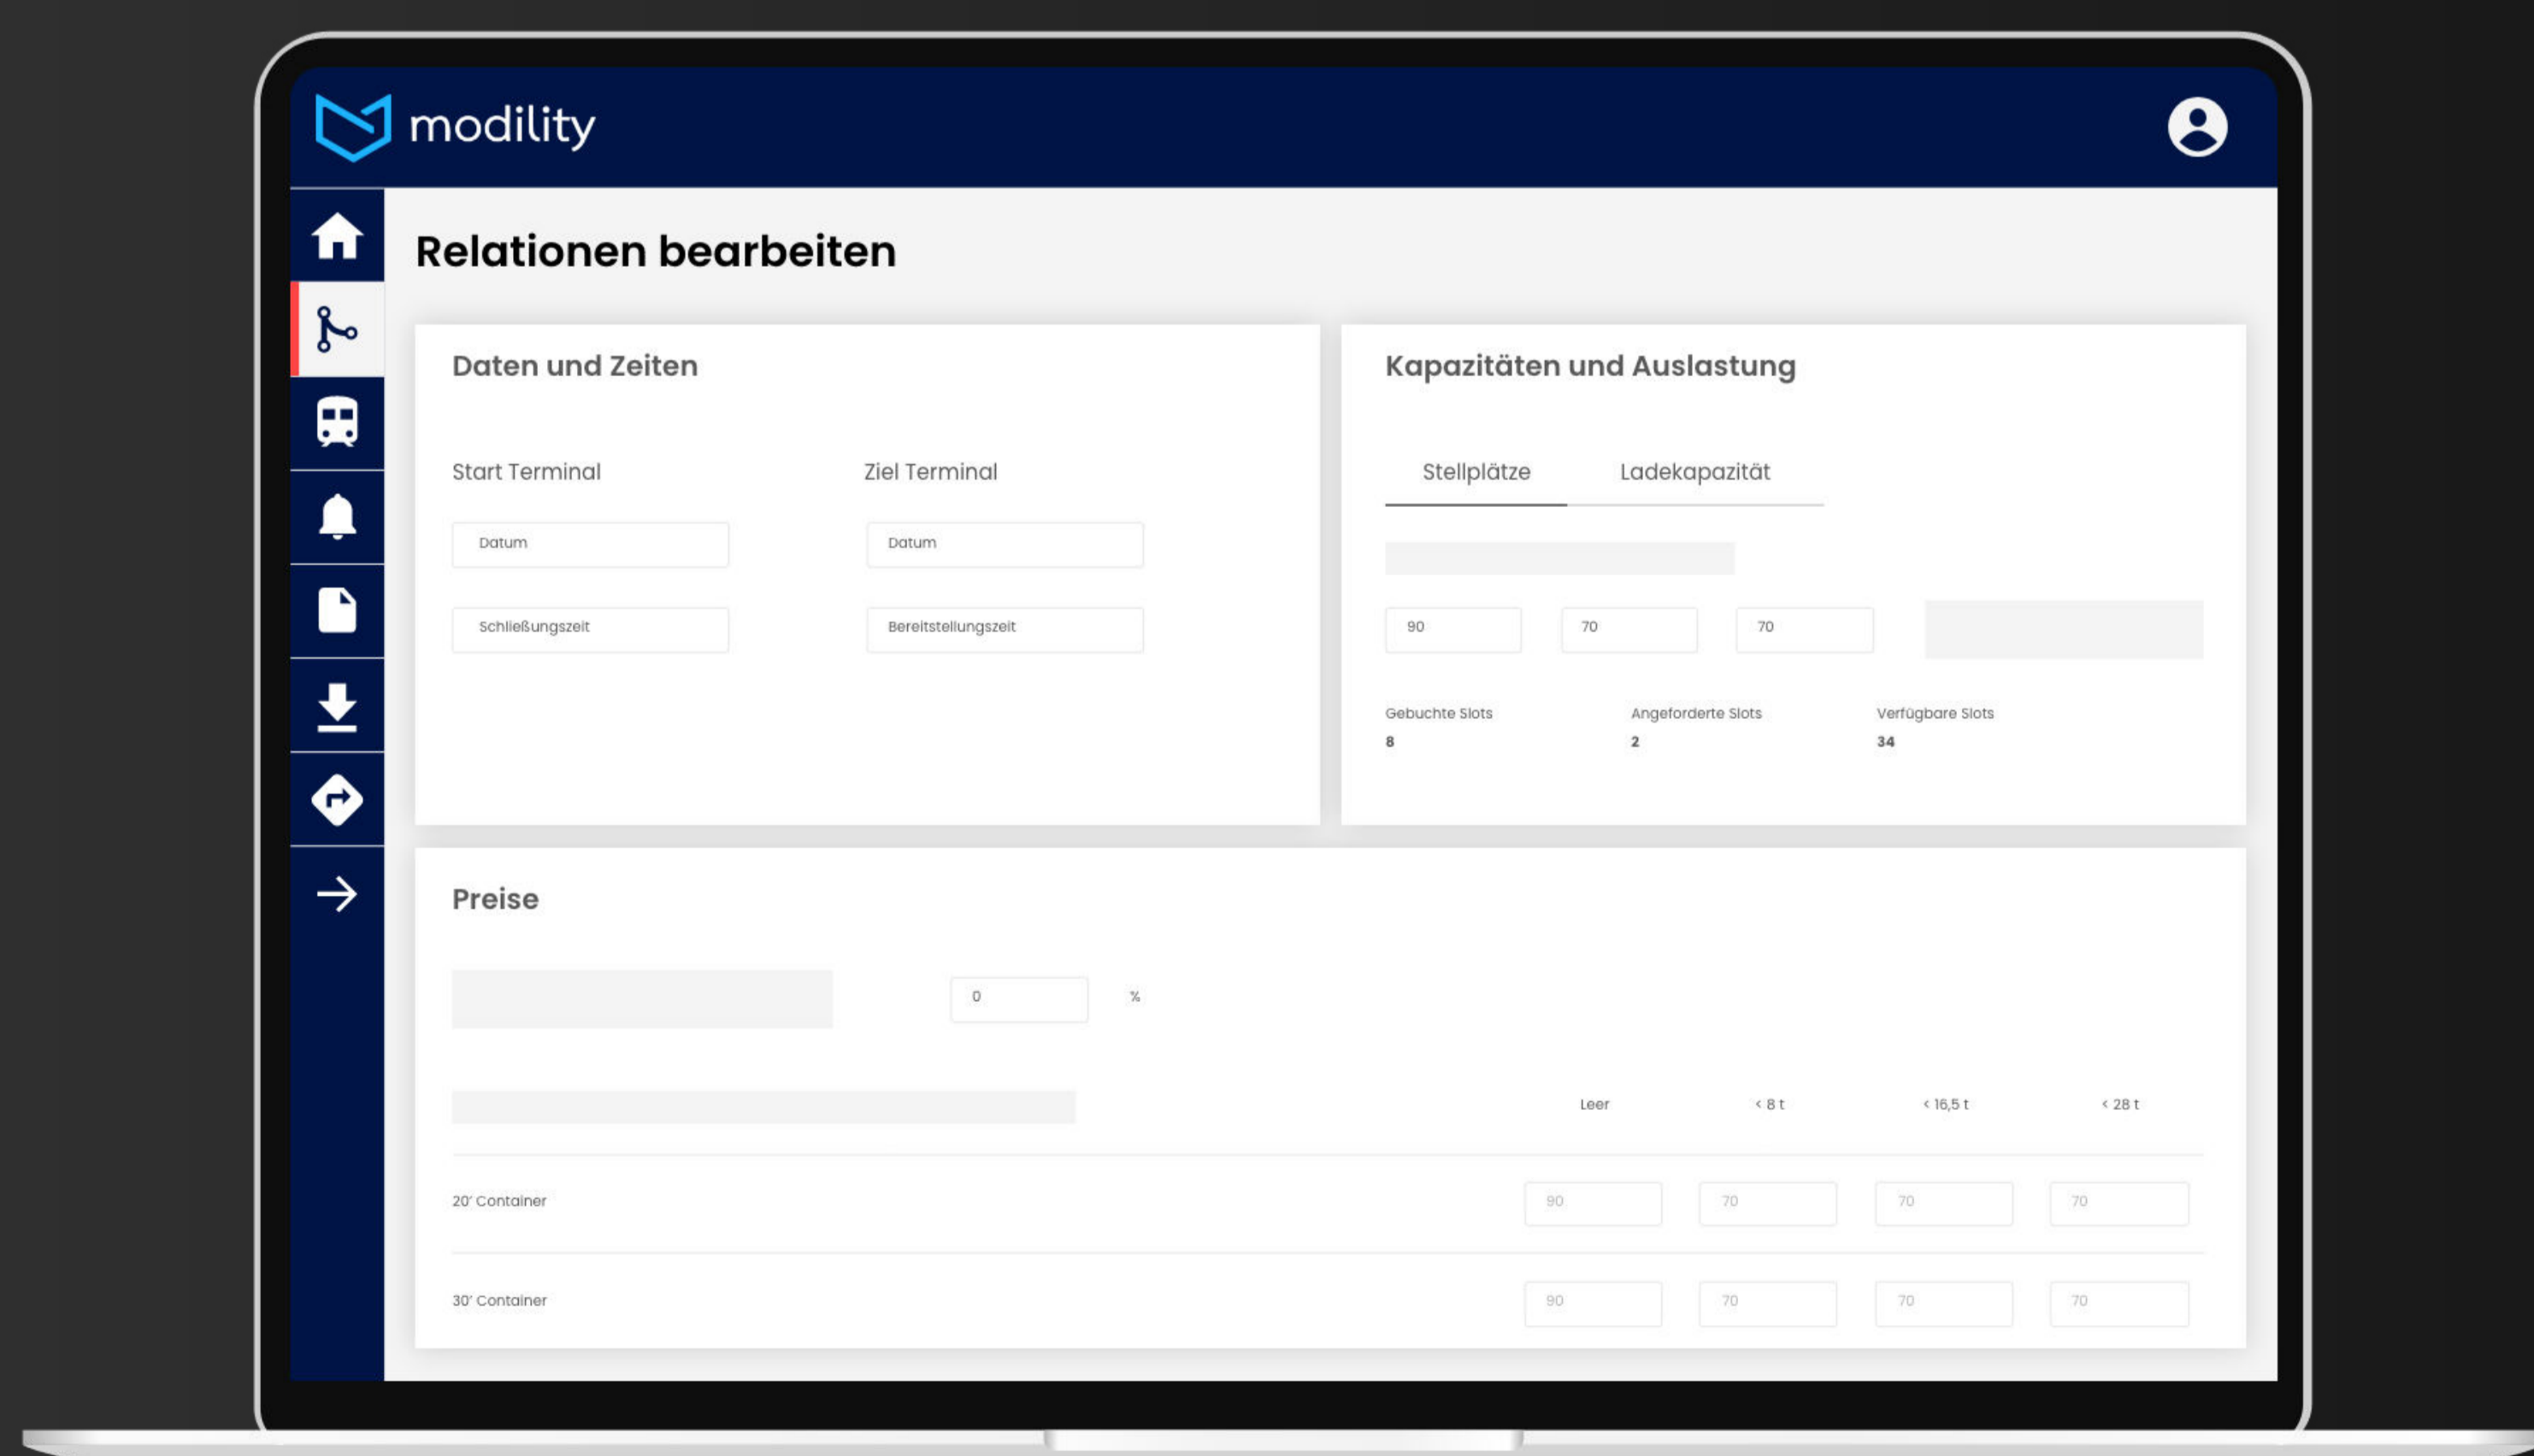 modility
Relationen bearbeiten
Daten und Zeiten
Start Terminal
Ziel Terminal
Datum
Datum
Schließungszeit
Bereitstellungszeit
Kapazitäten und Auslastung
Stellplätze
Ladekapazität
90
70
70
Gebuchte Slots
Angeforderte Slots
Verfügbare Slots
8
2
34
Preise
0
%
Leer
< 8 t
< 16,5 t
< 28 t
20' Container
90
70
70
70
30' Container
90
70
70
70